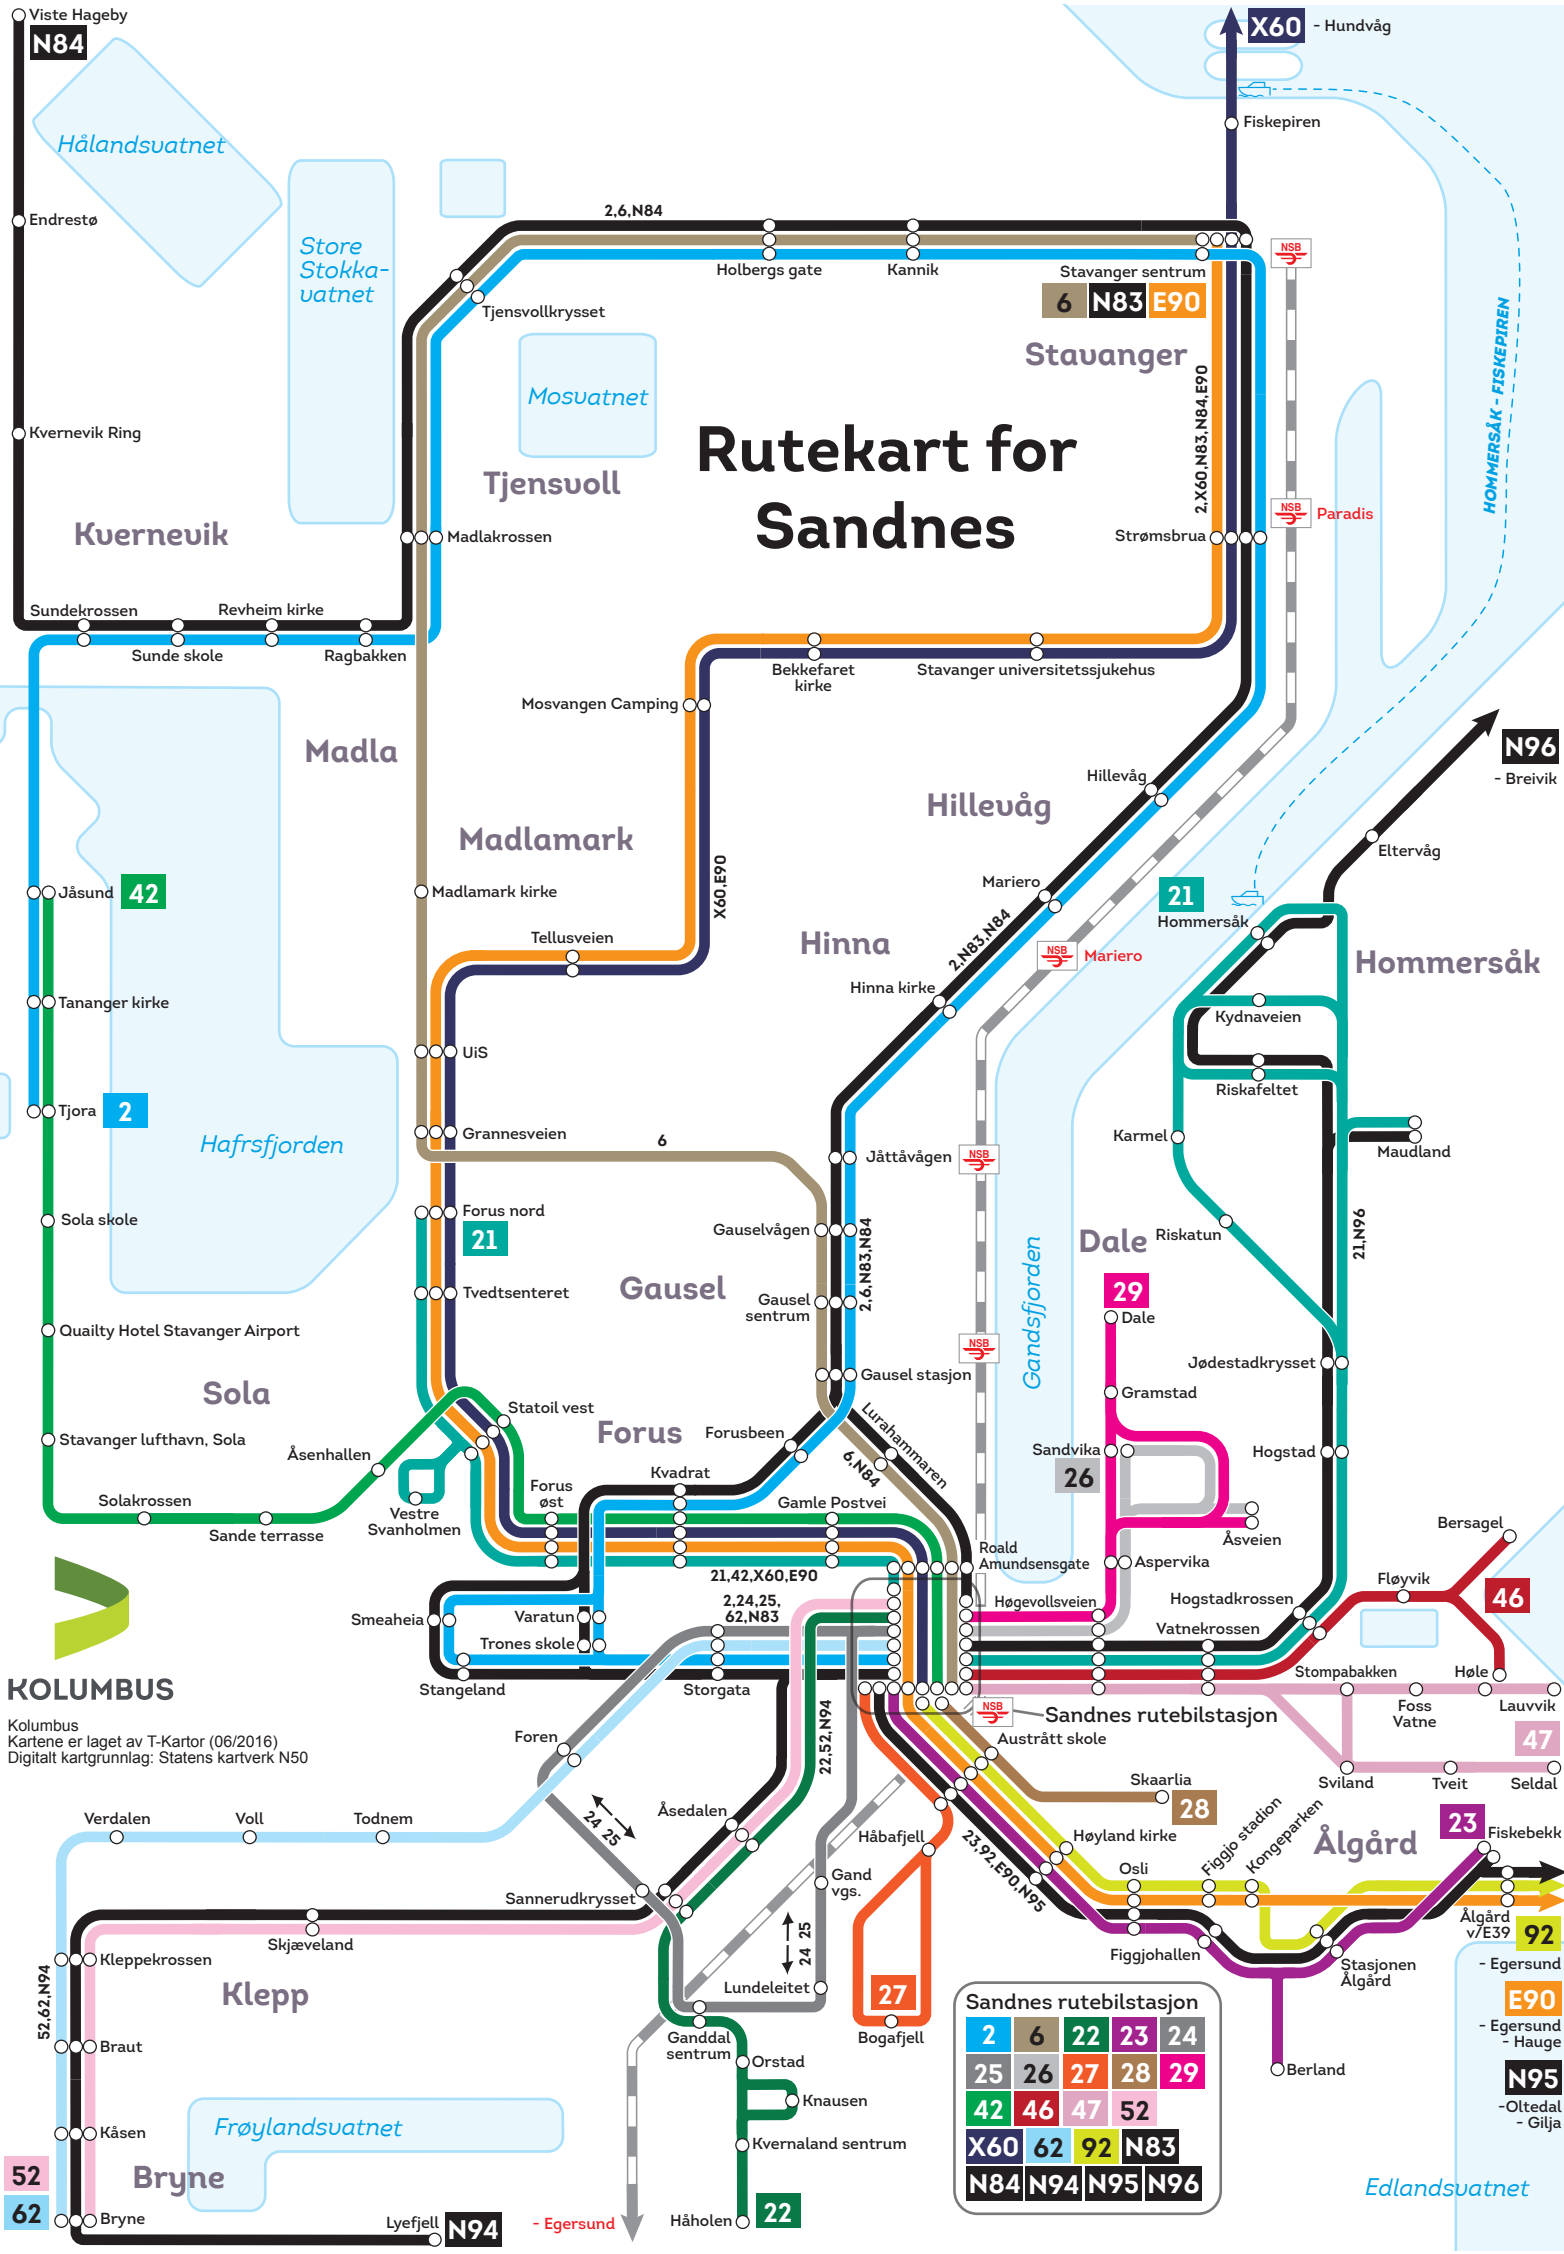 Viste Hageby
N84
X60
- Hundvåg
Fiskepiren
Hålandsvatnet
Endrestø
Store
Stokka-
vatnet
2,6,N84
Holbergs gate
Kannik
Stavanger sentrum
NSB
6
N83
E90
Tjensvollkrysset
Stavanger
Mosvatnet
HOMMERSÅK - FISKEPIREN
2,X60,N83,N84,E90
Kvernevik Ring
Rutekart for
Sandnes
Tjensvoll
Kvernevik
Madlakrossen
Strømsbrua
NSB
Paradis
Sundekrossen
Revheim kirke
Sunde skole
Ragbakken
Bekkefaret
kirke
Stavanger universitetssjukehus
Mosvangen Camping
Madla
N96
- Breivik
Hillevåg
Hillevåg
Madlamark
Eltervåg
X60,E90
Jåsund
42
Madlamark kirke
Mariero
21
Hommersåk
Tellusveien
Hinna
2,N83,N84
NSB
Mariero
Hommersåk
Tananger kirke
Hinna kirke
Kydnaveien
UiS
Riskafeltet
Tjora
2
Hafrsfjorden
Grannesveien
6
Jåttåvågen
NSB
Karmel
Maudland
Sola skole
Forus nord
21
Gauselvågen
2,6,N83,N84
Riskatun
21,N96
Dale
Gandsfjorden
Tvedtsenteret
Gausel
Gausel
sentrum
29
Dale
Quailty Hotel Stavanger Airport
NSB
Jødestadkrysset
Sola
Gausel stasjon
Gramstad
Statoil vest
Forus
Forusbeen
Lurahammaren
6,N84
Stavanger lufthavn, Sola
Åsenhallen
Sandvika
26
Hogstad
Kvadrat
Forus
øst
Gamle Postvei
Solakrossen
Sande terrasse
Vestre
Svanholmen
Åsveien
Bersagel
Roald
Amundsensgate
Aspervika
21,42,X60,E90
Fløyvik
46
2,24,25,
62,N83
Høgevollsveien
Hogstadkrossen
Smeaheia
Varatun
Vatnekrossen
Trones skole
KOLUMBUS
Stangeland
Storgata
Stompabakken
Høle
Foss
Vatne
Lauvvik
NSB
Sandnes rutebilstasjon
Kolumbus
Kartene er laget av T-Kartor (06/2016)
Digitalt kartgrunnlag: Statens kartverk N50
Foren
22,52,N94
Austrått skole
47
Sviland
Tveit
Seldal
Skaarlia
28
Verdalen
Voll
Todnem
24 25
Åsedalen
Håbafjell
Høyland kirke
Figgjo stadion
Kongeparken
Ålgård
23
Fiskebekk
23,92,E90,N95
Osli
Gand
vgs.
Sannerudkrysset
Skjæveland
Figgjohallen
Ålgård
v/E39
92
- Egersund
Stasjonen
Ålgård
24 25
Kleppekrossen
Klepp
52,62,N94
Lundeleitet
27
Bogafjell
E90
- Egersund
- Hauge
Ganddal
sentrum
Braut
Orstad
Berland
N95
-Oltedal
- Gilja
Knausen
Sandnes rutebilstasjon
2
6
22
23
24
25
26
27
28
29
42
46
47
52
X60
62
92
N83
N84
N94
N95
N96
Frøylandsvatnet
Kåsen
Kvernaland sentrum
52
62
Bryne
Bryne
Lyefjell
N94
- Egersund
Håholen
22
Edlandsvatnet